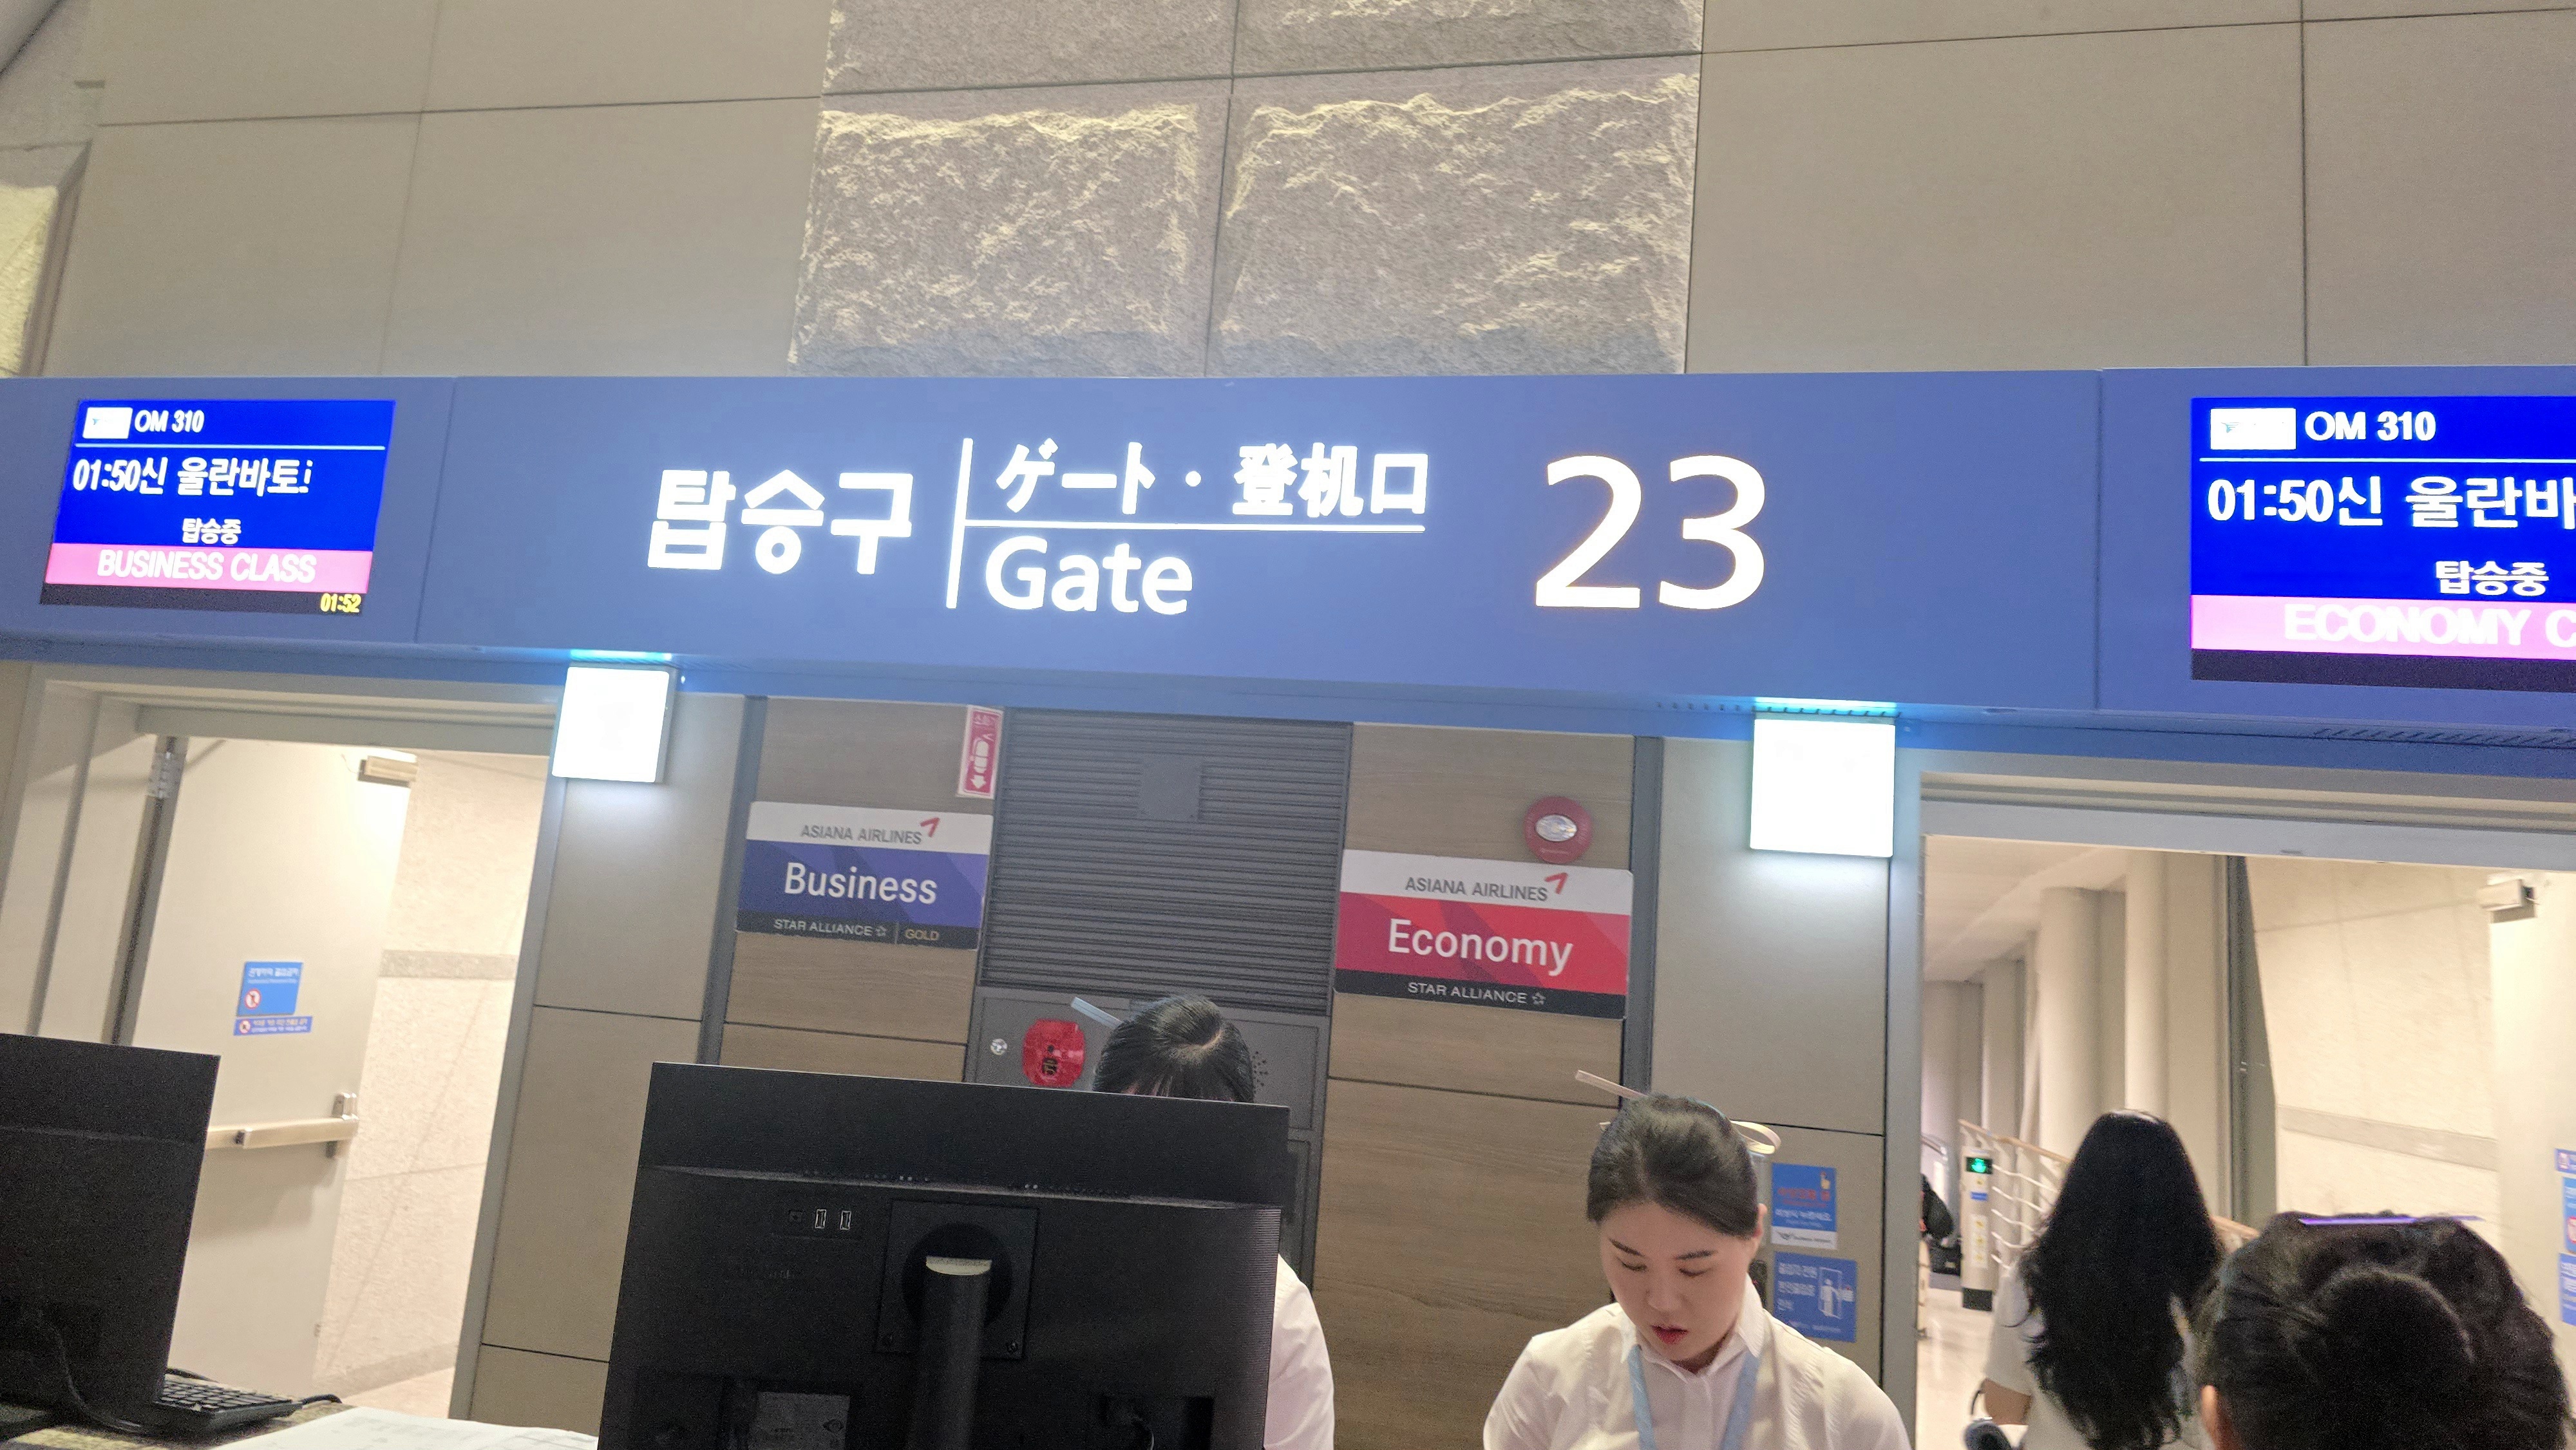 OM 310
01:50신 울란바토
탑승중
BUSINESS CLASS
01:52
탑승구
ゲート・登机口
Gate
23
OM 310
01:50신 울란바
탑승중
ECONOMY C
ASIANA AIRLINES
Business
STAR ALLIANCE
GOLD
ASIANA AIRLINES
Economy
STAR ALLIANCE